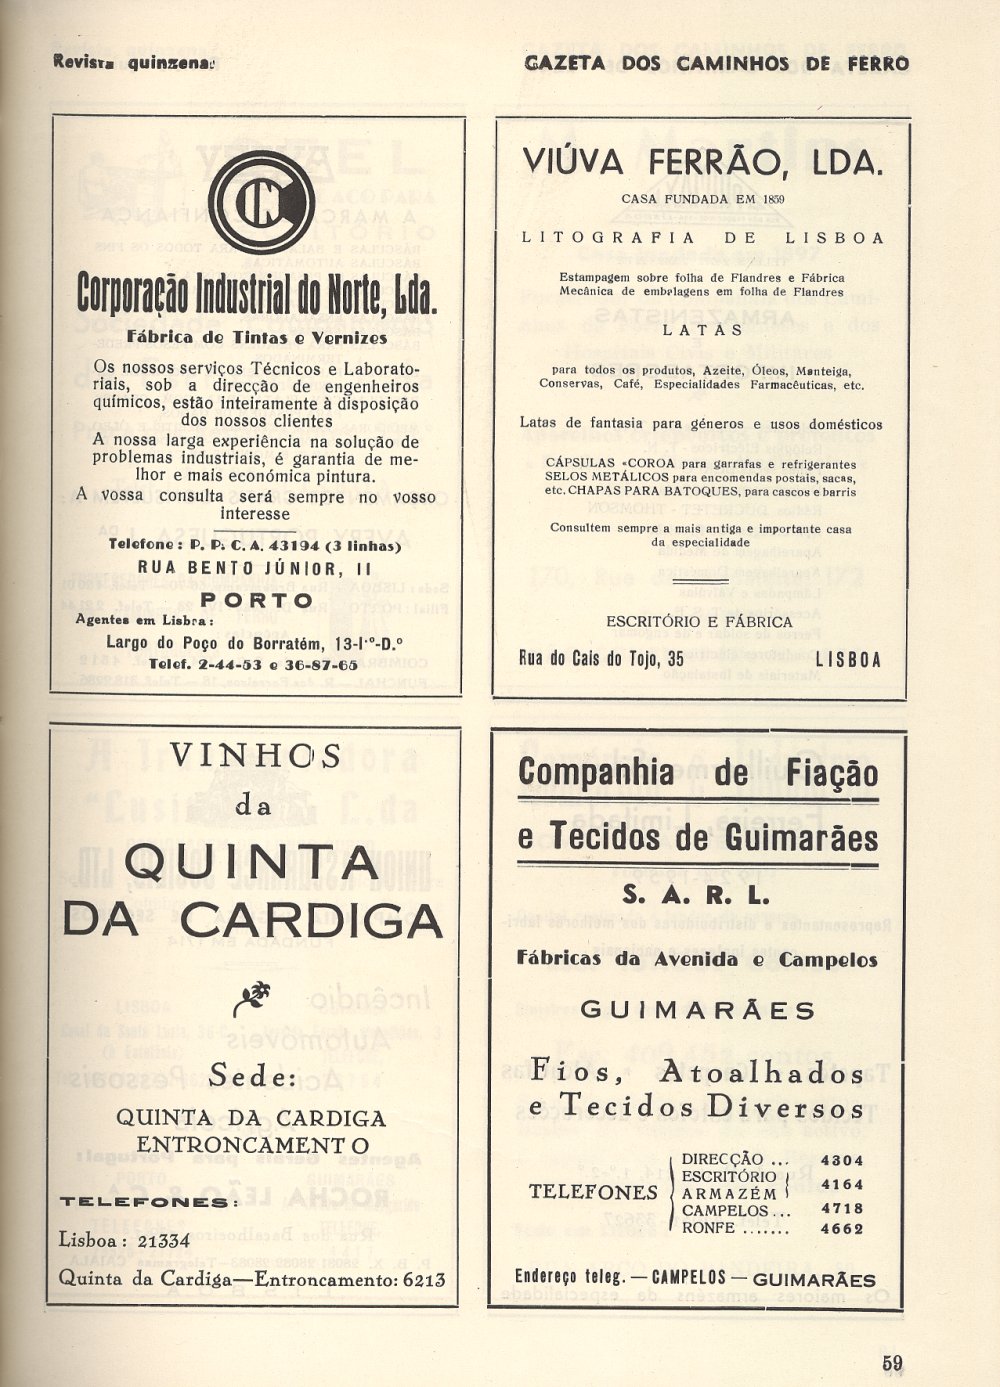 Revista quinzenal
GAZETA DOS CAMINHOS DE FERRO
CIN
Corporação Industrial do Norte, Lda.
Fábrica de Tintas e Vernizes
Os nossos serviços Técnicos e Laborato-
riais, sob a direcção de engenheiros
químicos, estão inteiramente à disposição
dos nossos clientes
A nossa larga experiência na solução de
problemas industriais, é garantia de me-
lhor e mais económica pintura.
A vossa consulta será sempre no vosso
interesse
Telefone: P. P. C. A. 43194 (3 linhas)
RUA BENTO JÚNIOR, 11
PORTO
Agentes em Lisboa:
Largo do Poço do Borratém, 13-1.º-D.º
Telef. 2-44-53 e 36-87-65
VIÚVA FERRÃO, LDA.
CASA FUNDADA EM 1859
LITOGRAFIA DE LISBOA
Estampagem sobre folha de Flandres e Fábrica
Mecânica de embalagens em folha de Flandres
LATAS
para todos os produtos, Azeite, Óleos, Manteiga,
Conservas, Café, Especialidades Farmacêuticas, etc.
Latas de fantasia para géneros e usos domésticos
CÁPSULAS «COROA para garrafas e refrigerantes
SELOS METÁLICOS para encomendas postais, sacas,
etc. CHAPAS PARA BATOQUES, para cascos e barris
Consultem sempre a mais antiga e importante casa
da especialidade
ESCRITÓRIO E FÁBRICA
Rua do Cais do Tojo, 35 LISBOA
VINHOS
da
QUINTA
DA CARDIGA
Sede:
QUINTA DA CARDIGA
ENTRONCAMENTO
TELEFONES:
Lisboa: 21334
Quinta da Cardiga—Entroncamento: 6213
Companhia de Fiação
e Tecidos de Guimarães
S. A. R. L.
Fábricas da Avenida e Campelos
GUIMARÃES
Fios, Atoalhados
e Tecidos Diversos
TELEFONES
DIRECÇÃO ... 4304
ESCRITÓRIO
ARMAZÉM 4164
CAMPELOS ... 4718
RONFE ....... 4662
Endereço teleg. — CAMPELOS — GUIMARÃES
59